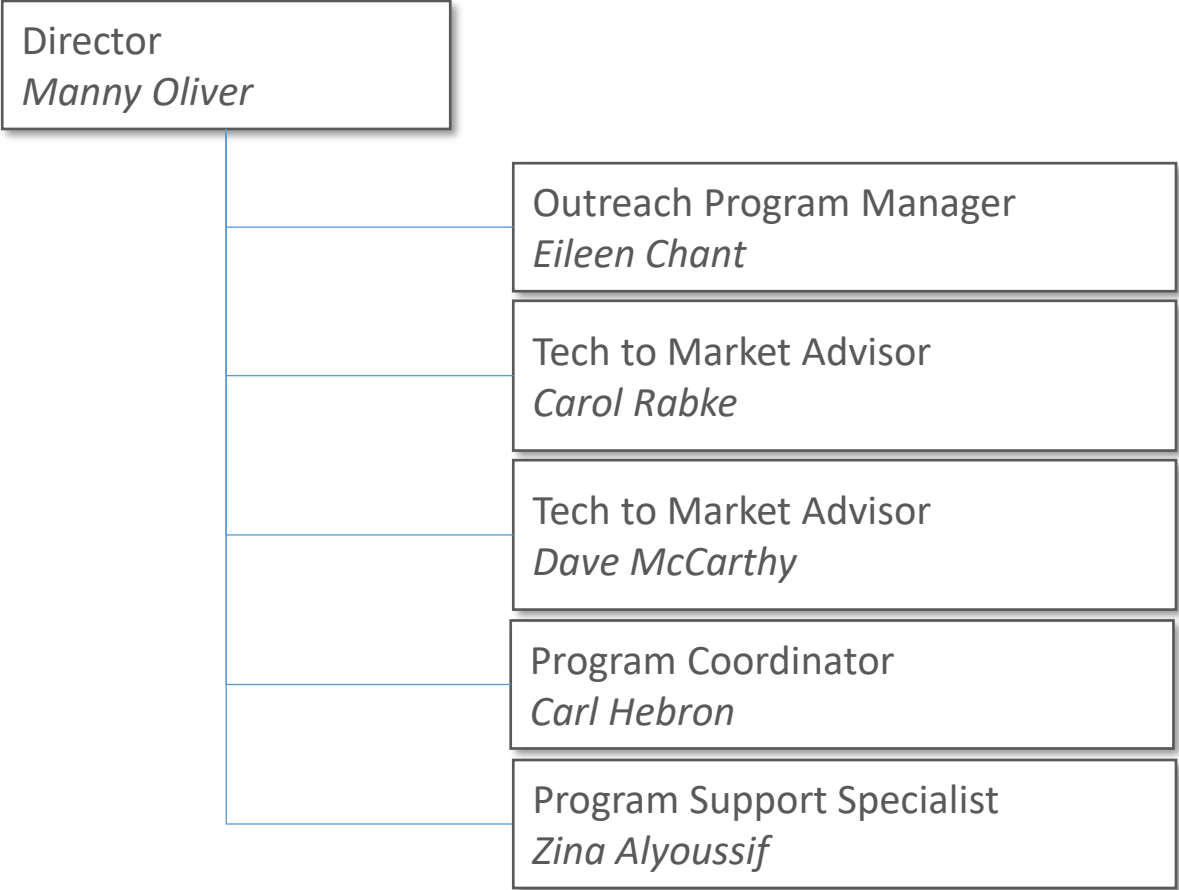 Director
Manny Oliver
Outreach Program Manager
Eileen Chant
Tech to Market Advisor
Carol Rabke
Tech to Market Advisor
Dave McCarthy
Program Coordinator
Carl Hebron
Program Support Specialist
Zina Alyoussif